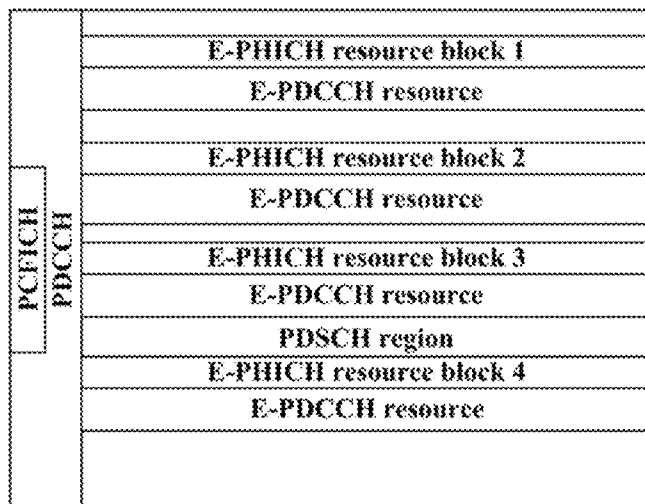 E-PHICH resource block 1
E-PDCCH resource
E-PHICH resource block 2
E-PDCCH resource
PCFICH
PDCCH
E-PHICH resource block 3
E-PDCCH resource
PDSCH region
E-PHICH resource block 4
E-PDCCH resource